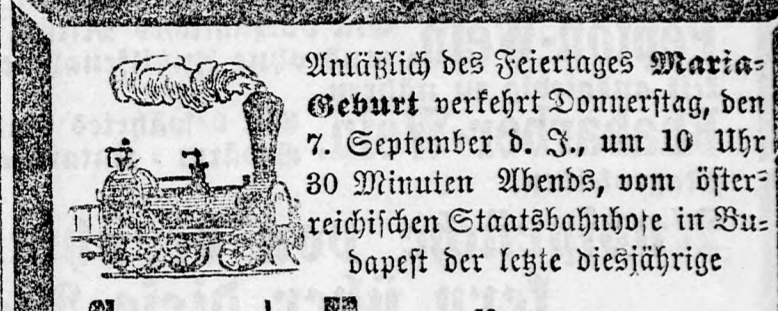 Anläßlich des Feiertages Maria-
Geburt verkehrt Donnerstag, den
7. September d. J., um 10 Uhr
30 Minuten Abends, vom öster-
reichischen Staatsbahnhofe in Bu-
dapest der letzte diesjährige